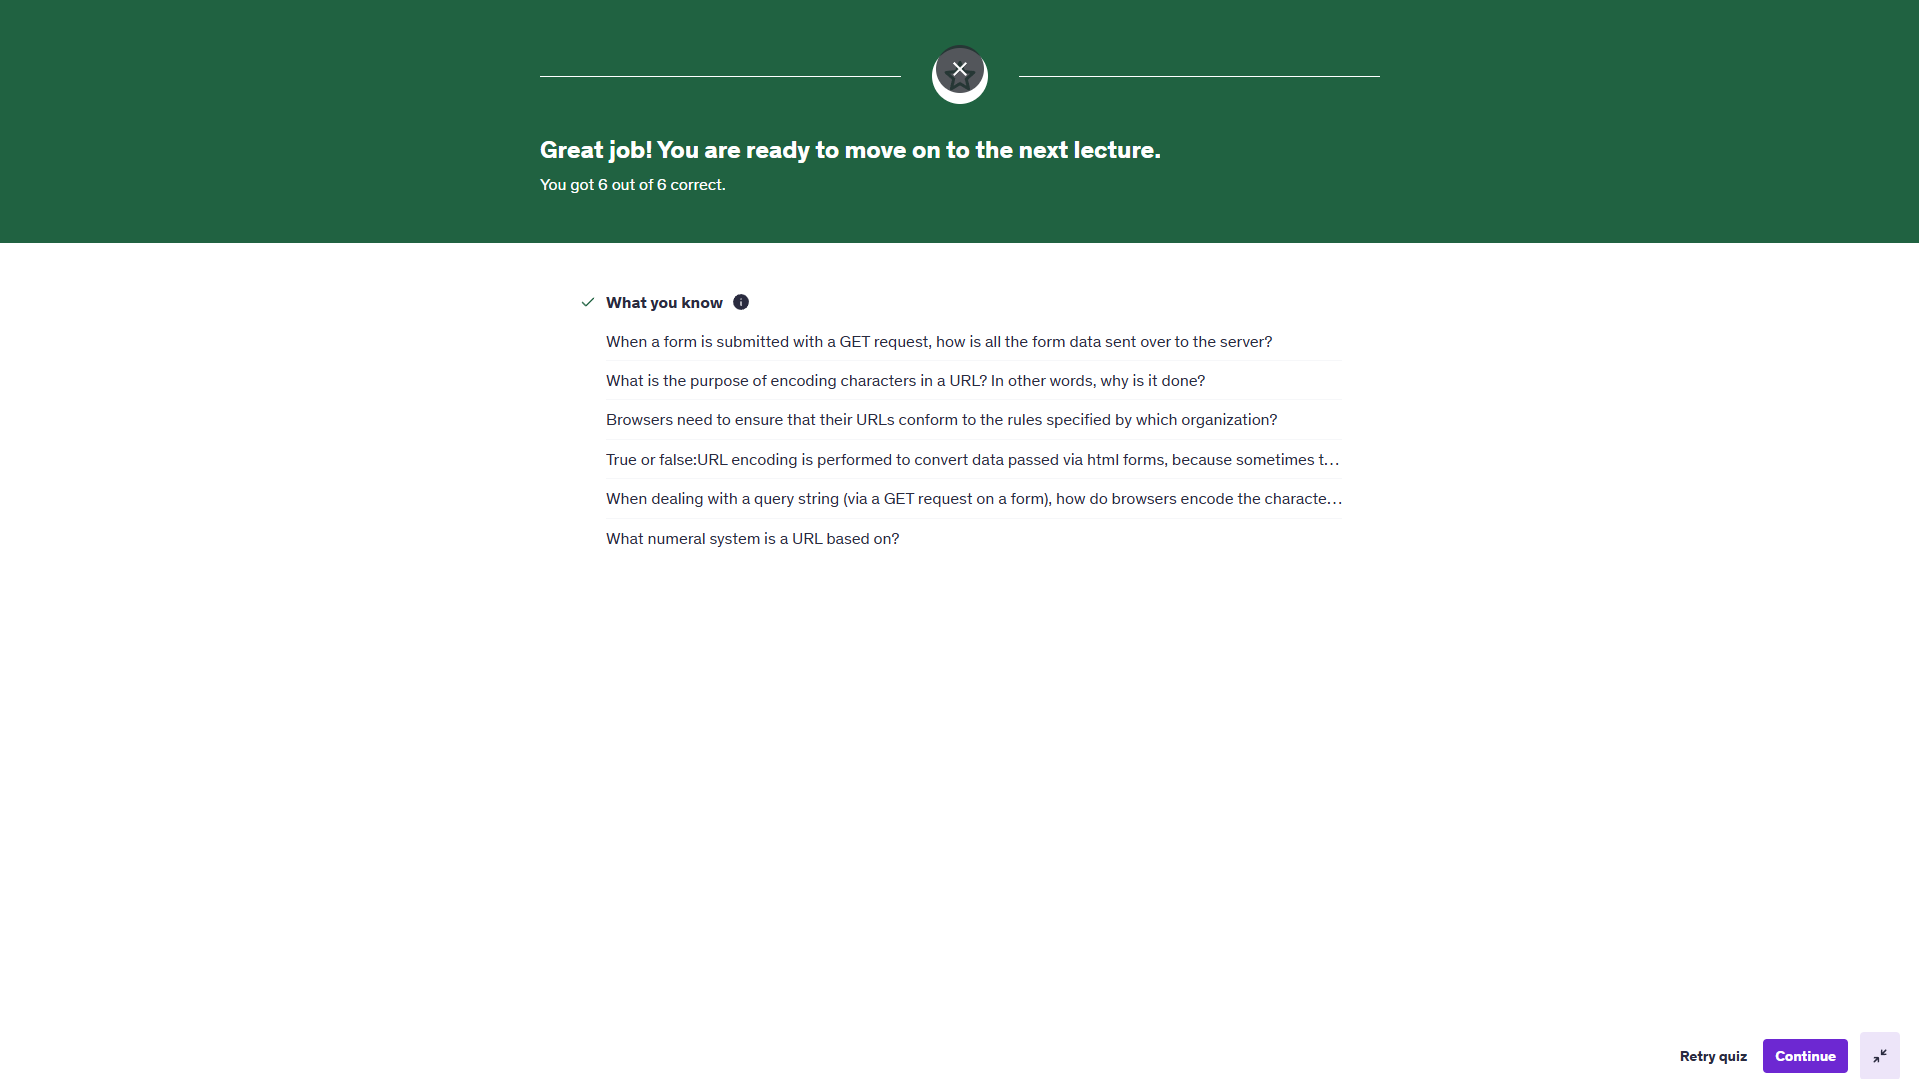 Great job! You are ready to move on to the next lecture.
You got 6 out of 6 correct.
What you know
When a form is submitted with a GET request, how is all the form data sent over to the server?
What is the purpose of encoding characters in a URL? In other words, why is it done?
Browsers need to ensure that their URLs conform to the rules specified by which organization?
True or false:URL encoding is performed to convert data passed via html forms, because sometimes t...
When dealing with a query string (via a GET request on a form), how do browsers encode the characte...
What numeral system is a URL based on?
Retry quiz
Continue